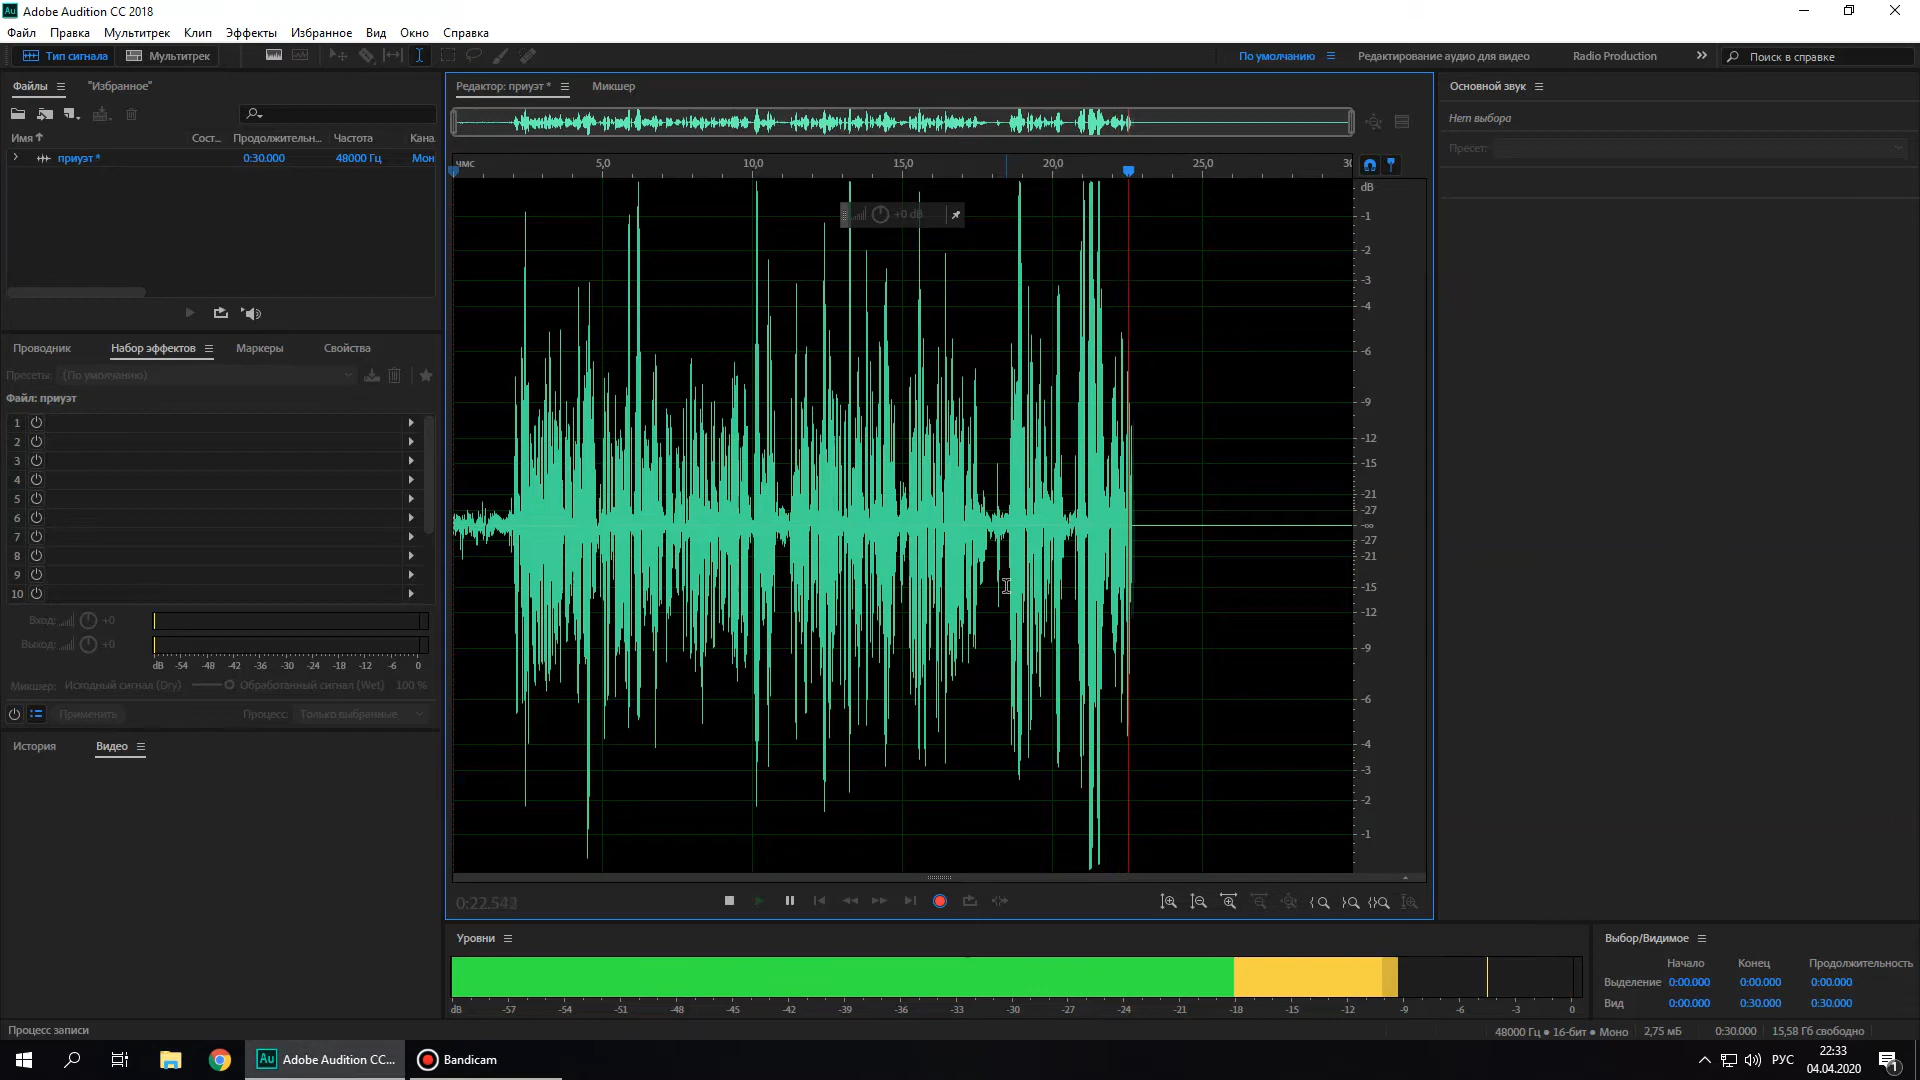 Adobe Audition CC 2018
Файл Правка Мультитрек Клип Эффекты Избранное Вид Окно Справка
Тип сигнала Мультитрек По умолчанию Редактирование аудио для видео Radio Production Поиск в справке
Файлы "Избранное"
Имя Сост... Продолжительн... Частота Кана
приуэт * 0:30.000 48000 Гц Мон
Проводник Набор эффектов Маркеры Свойства
Пресеты: (По умолчанию)
Файл: приуэт
1
2
3
4
5
6
7
8
9
10
Вход: +0
Выход: +0
dB -54 -48 -42 -36 -30 -24 -18 -12 -6 0
Микшер: Исходный сигнал (Dry) Обработанный сигнал (Wet) 100 %
Применить Процесс: Только выбранные
История Видео
Редактор: приуэт * Микшер
чмс 5,0 10,0 15,0 20,0 25,0 30
+0 dB
dB
-1
-2
-3
-4
-6
-9
-12
-15
-21
-27
-∞
-27
-21
-15
-12
-9
-6
-4
-3
-2
-1
0:22.542
Уровни
dB -57 -54 -51 -48 -45 -42 -39 -36 -33 -30 -27 -24 -21 -18 -15 -12 -9 -6 -3 0
Основной звук
Нет выбора
Пресет:
Выбор/Видимое
Начало Конец Продолжительность
Выделение 0:00.000 0:00.000 0:00.000
Вид 0:00.000 0:30.000 0:30.000
Процесс записи 48000 Гц ● 16-бит ● Моно 2,75 мБ 0:30.000 15,58 Гб свободно
Au Adobe Audition CC... Bandicam РУС 22:33
04.04.2020
1